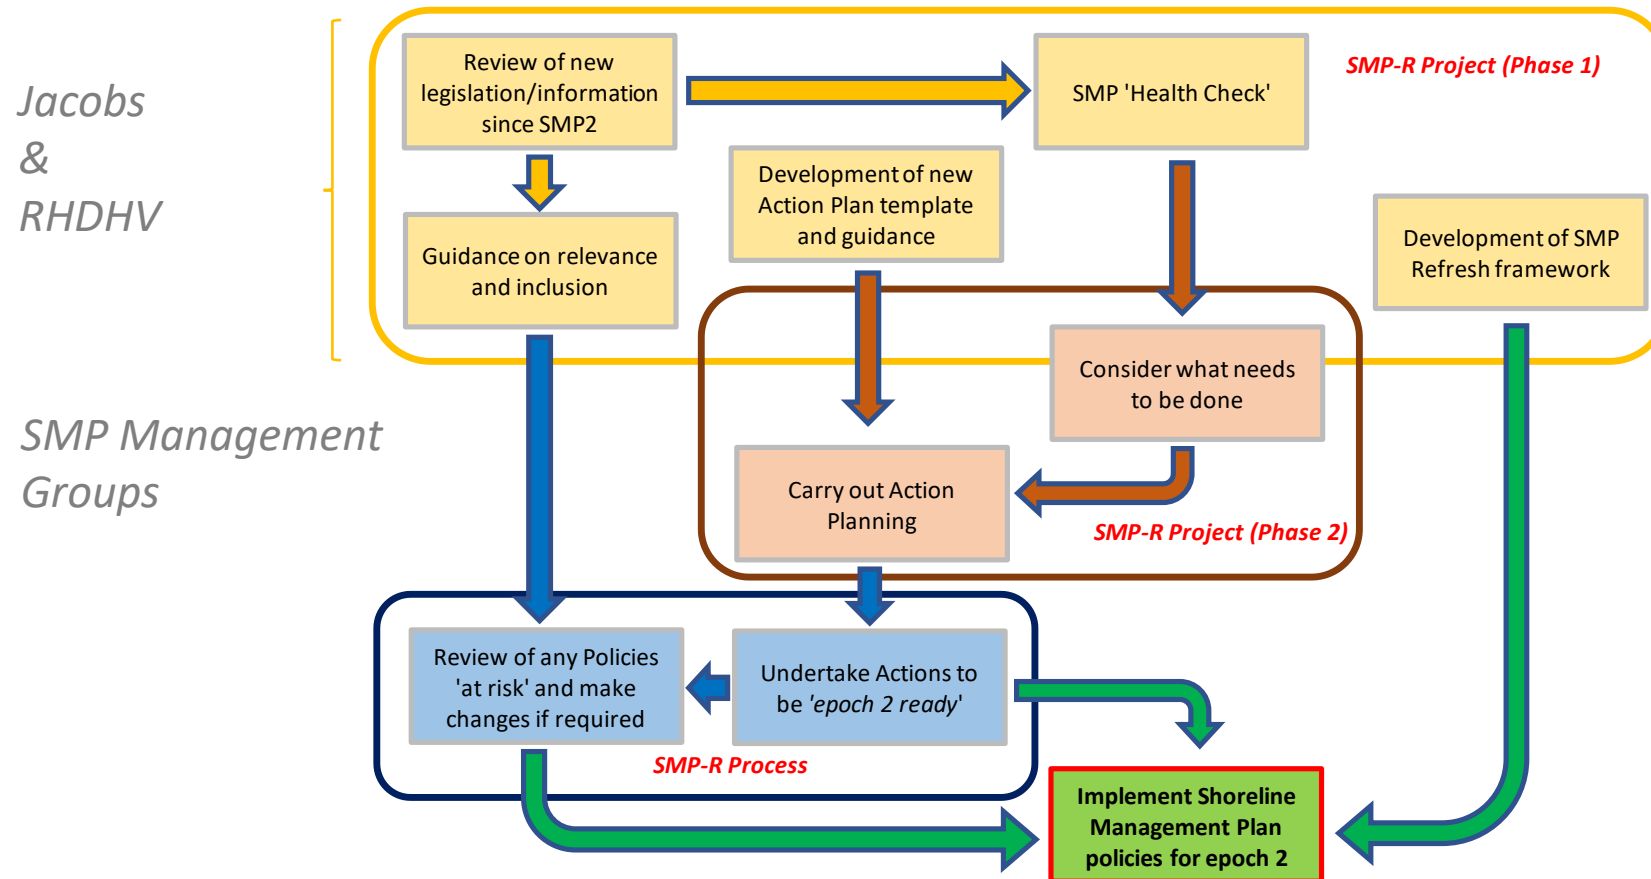 Jacobs
&
RHDHV
SMP Management
Groups
Review of new
legislation/information
since SMP2
SMP 'Health Check'
SMP-R Project (Phase 1)
Development of new
Action Plan template
and guidance
Guidance on relevance
and inclusion
Development of SMP
Refresh framework
Consider what needs
to be done
Carry out Action
Planning
SMP-R Project (Phase 2)
Review of any Policies
'at risk' and make
changes if required
Undertake Actions to
be 'epoch 2 ready'
SMP-R Process
Implement Shoreline
Management Plan
policies for epoch 2